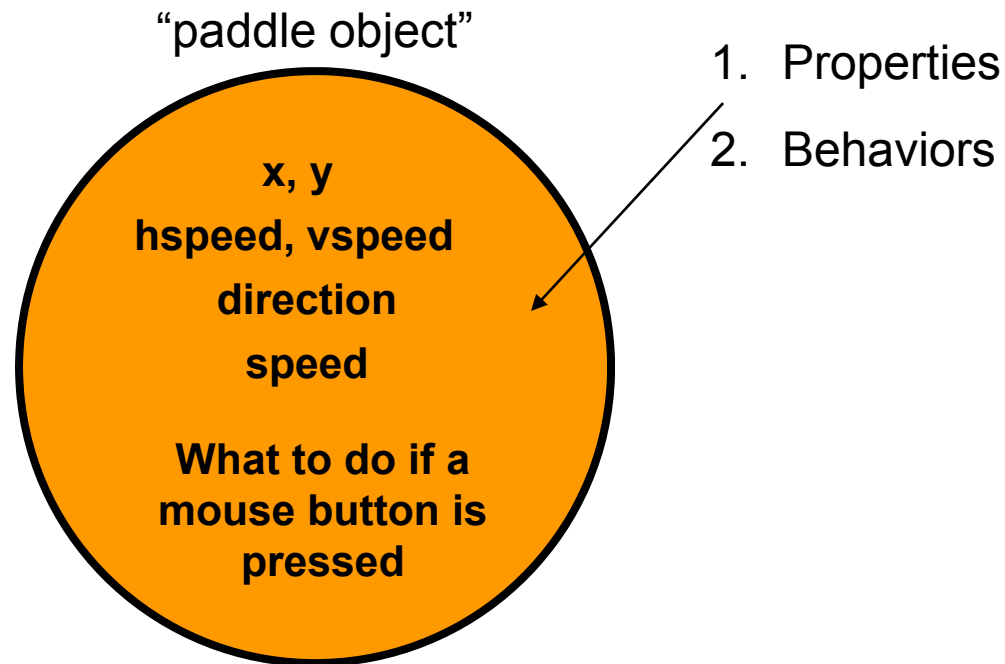 “paddle object”
1. Properties
2. Behaviors
x, y
hspeed, vspeed
direction
speed
What to do if a
mouse button is
pressed